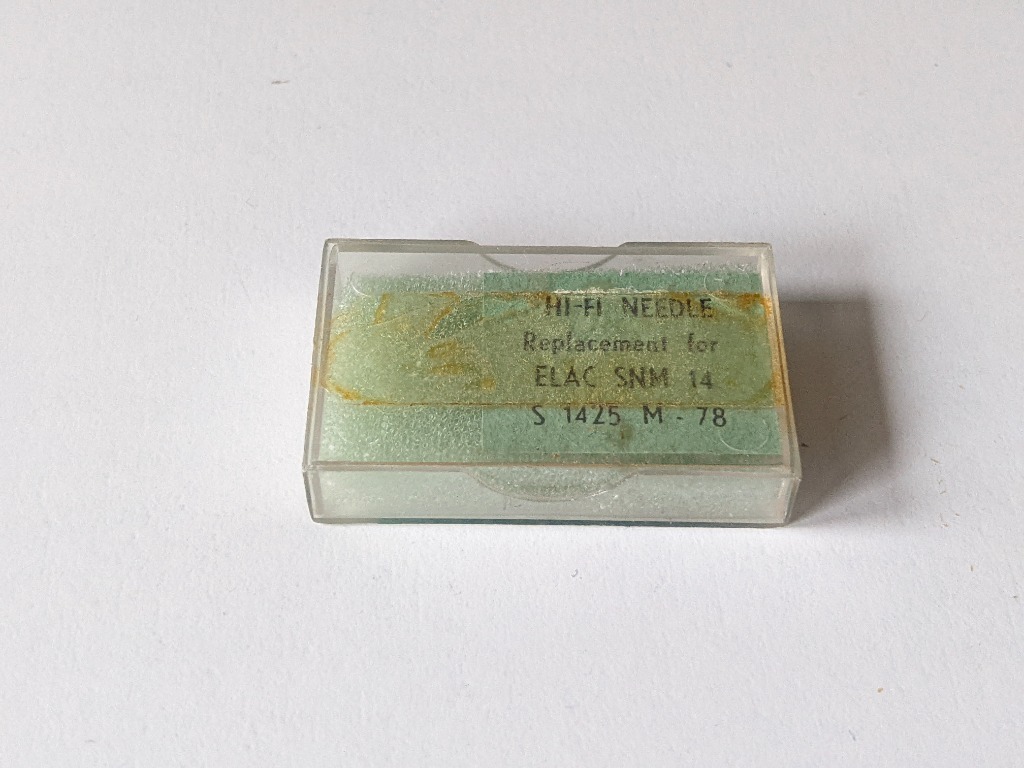 HI-FI NEEDLE
Replacement for
ELAC SNM 14
S 1425 M - 78